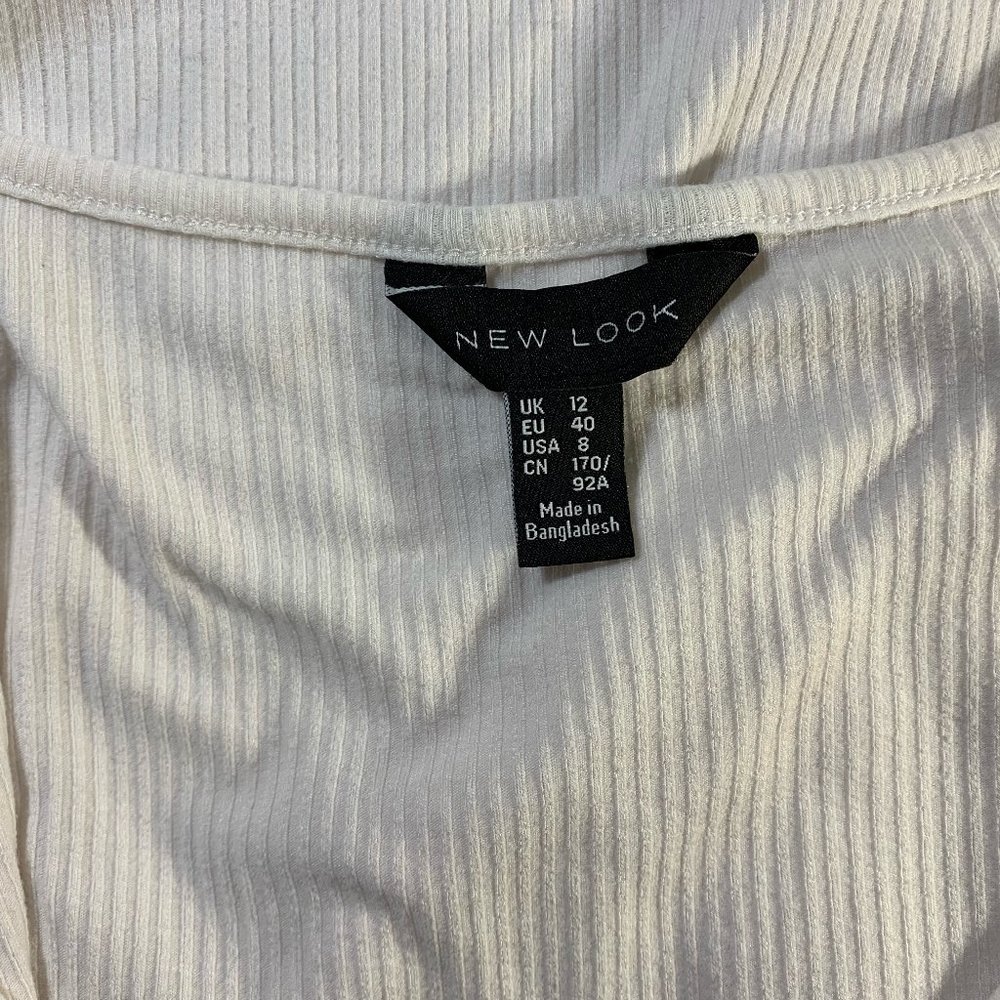 NEW LOOK
UK 12
EU 40
USA 8
CN 170/
92A
Made in
Bangladesh